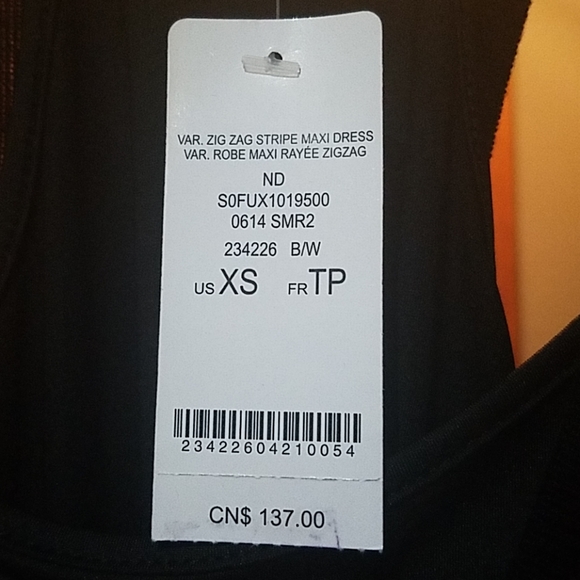 VAR. ZIG ZAG STRIPE MAXI DRESS
VAR. ROBE MAXI RAYÉE ZIGZAG
ND
S0FUX1019500
0614 SMR2
234226 B/W
US XS FR TP
23422604210054
CN$ 137.00